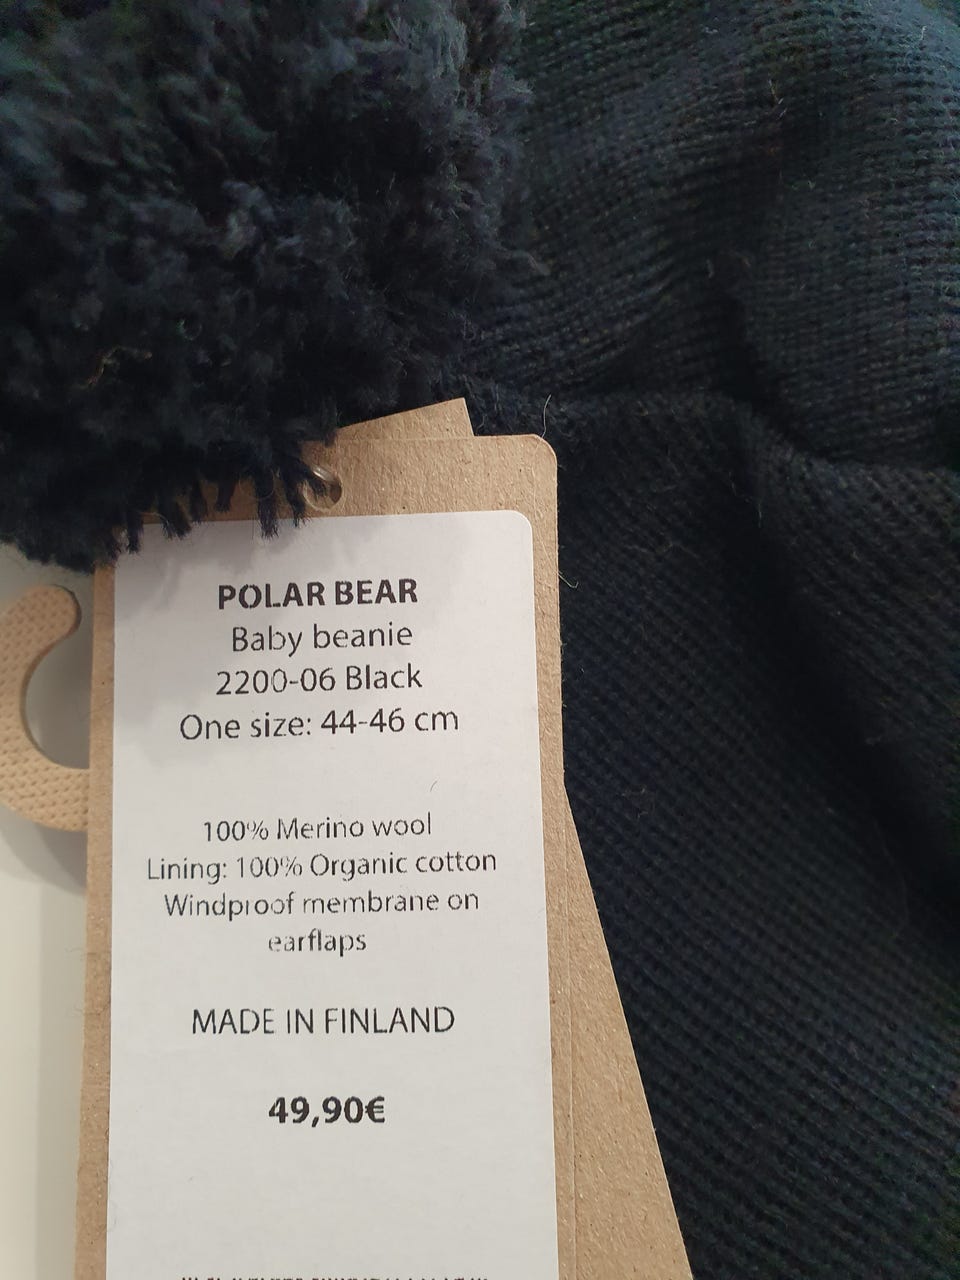 POLAR BEAR
Baby beanie
2200-06 Black
One size: 44-46 cm
100% Merino wool
Lining: 100% Organic cotton
Windproof membrane on
earflaps
MADE IN FINLAND
49,90€